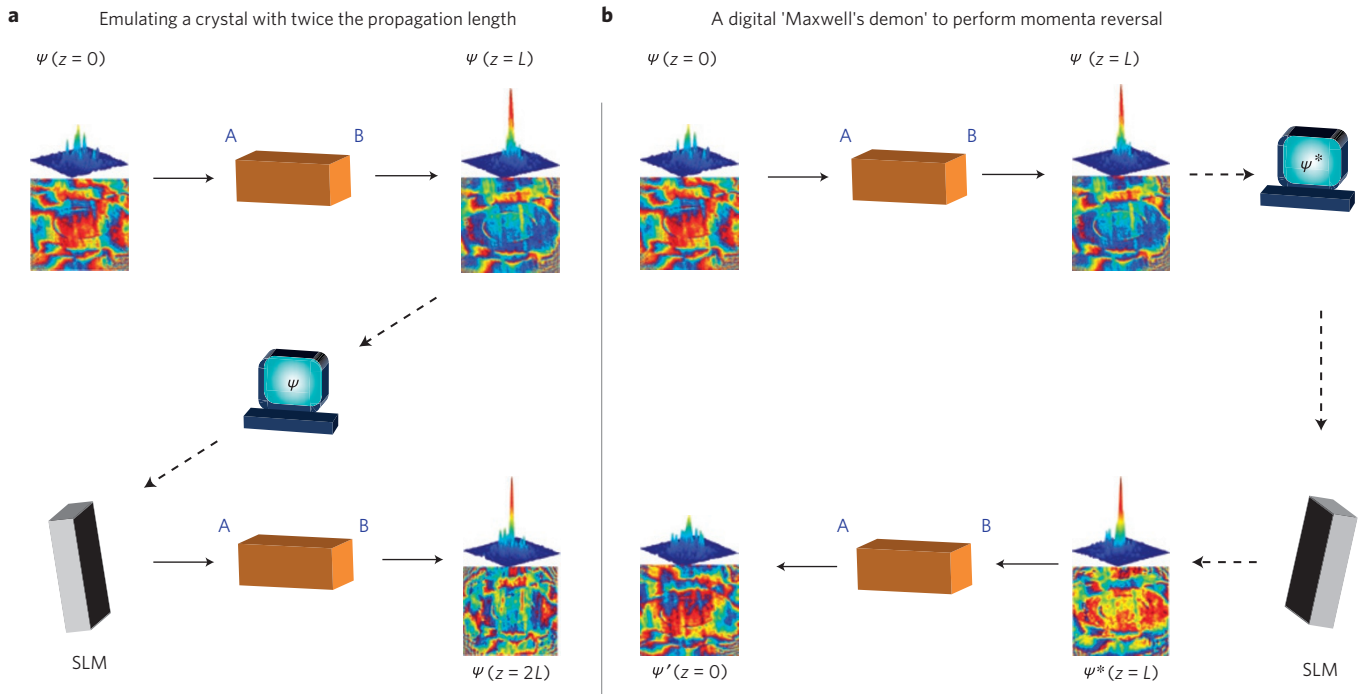 a Emulating a crystal with twice the propagation length
Ψ (z = 0)
Ψ (z = L)
A
B
Ψ
SLM
A
B
Ψ (z = 2L)
b A digital 'Maxwell's demon' to perform momenta reversal
Ψ (z = 0)
Ψ (z = L)
A
B
Ψ*
A
B
Ψ′(z = 0)
Ψ*(z = L)
SLM